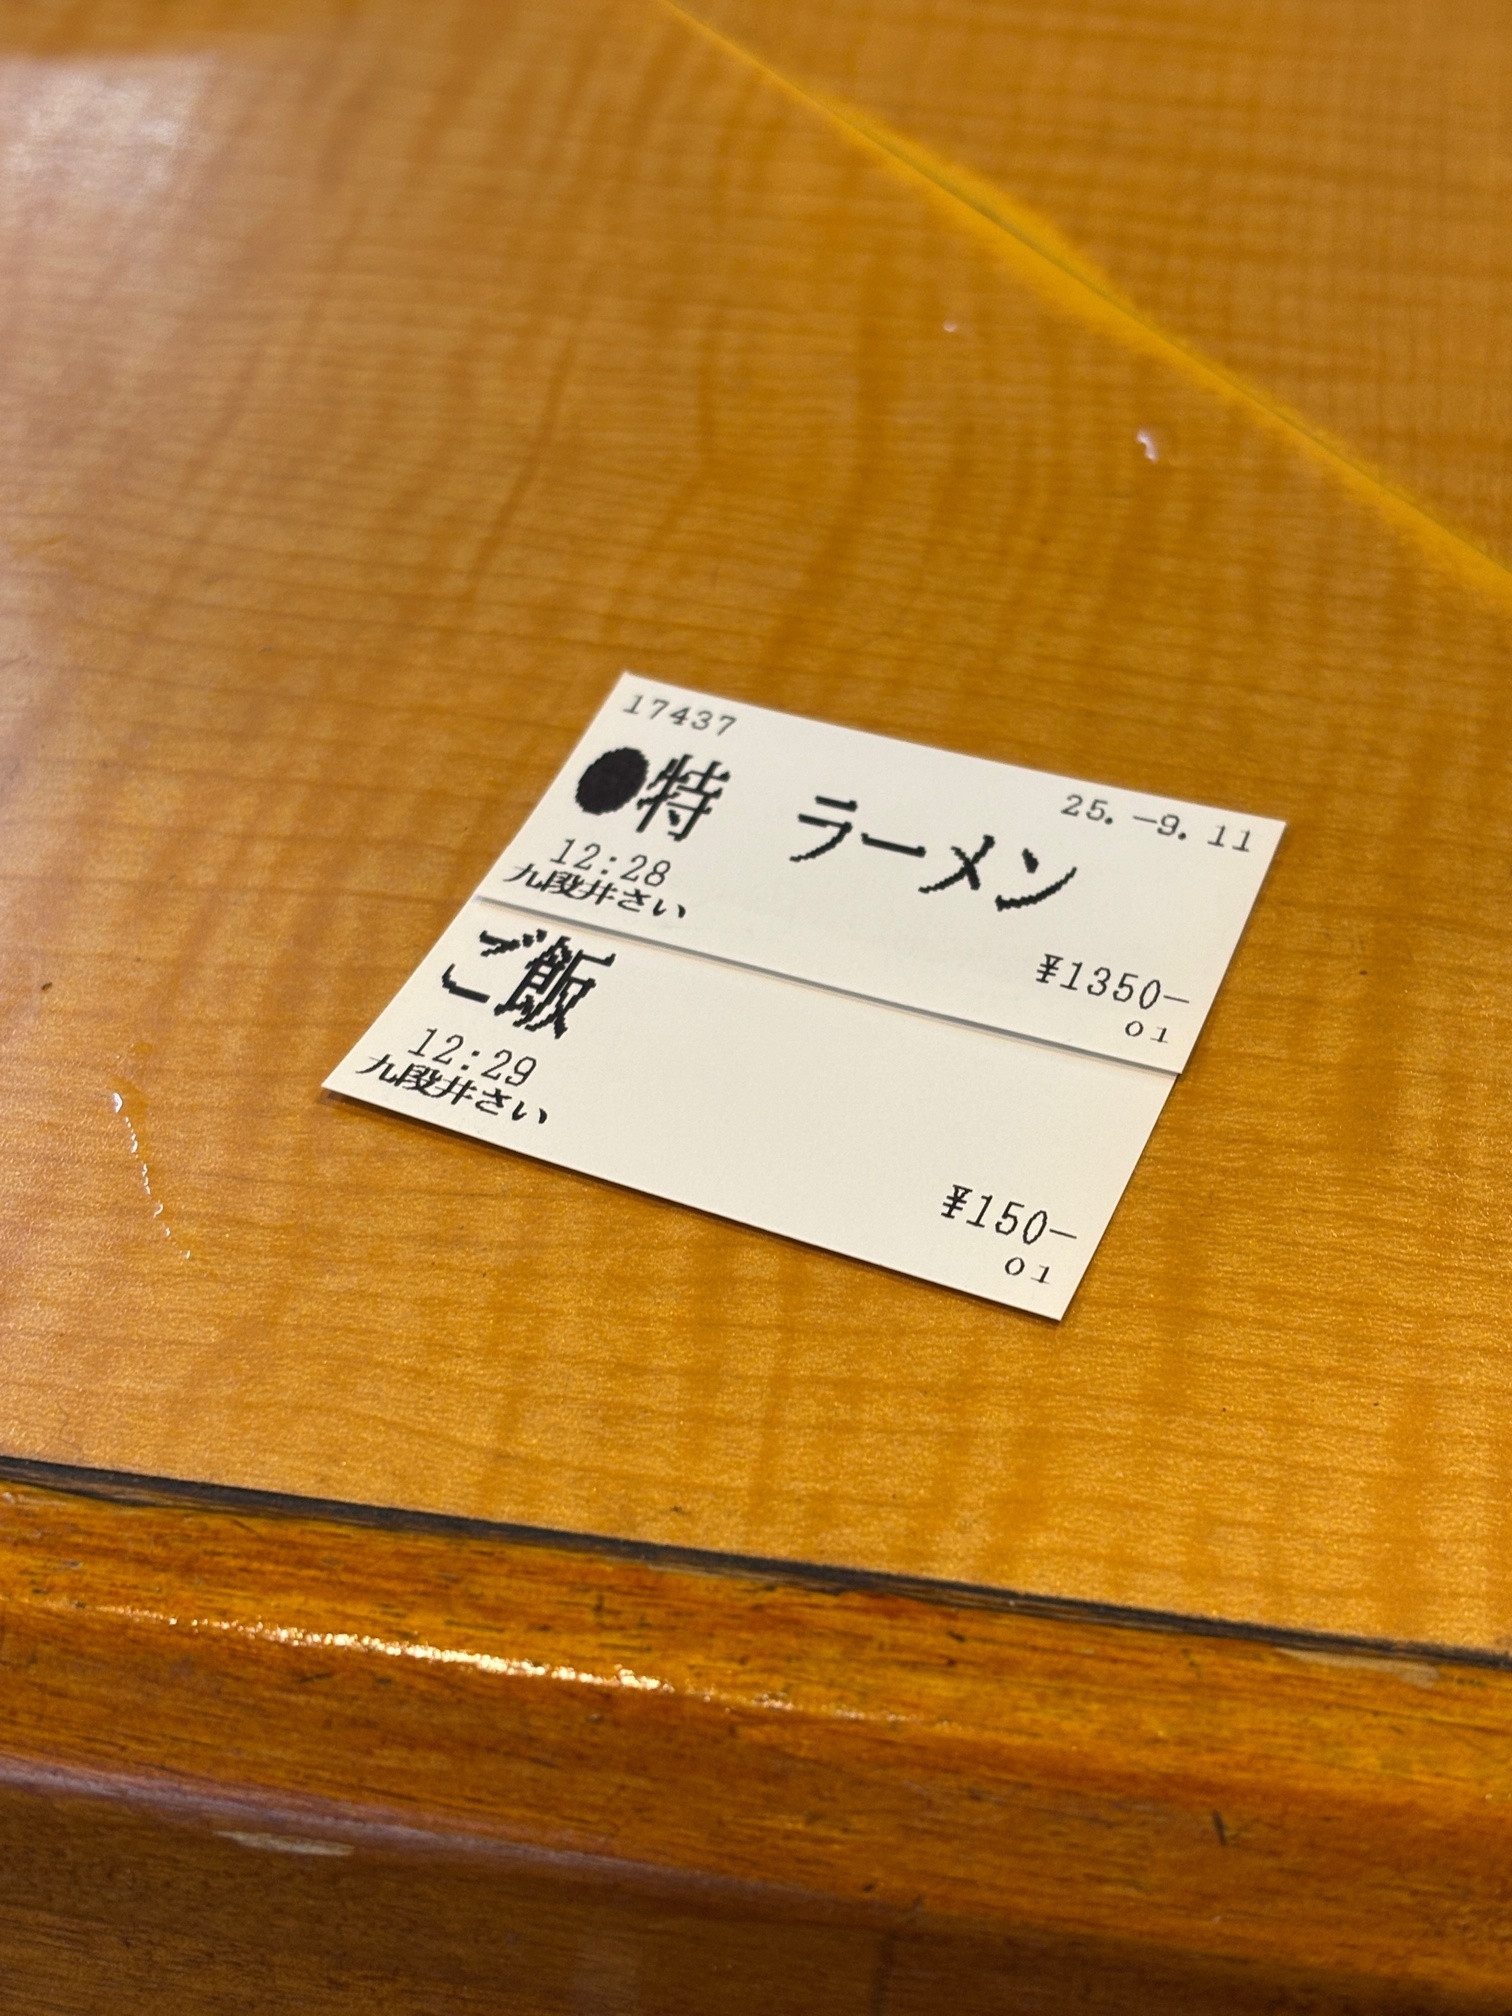 17437
25.-9.11
●特 ラーメン
12:28
九段井さい
¥1350-
01
ご飯
12:29
九段井さい
¥150-
01